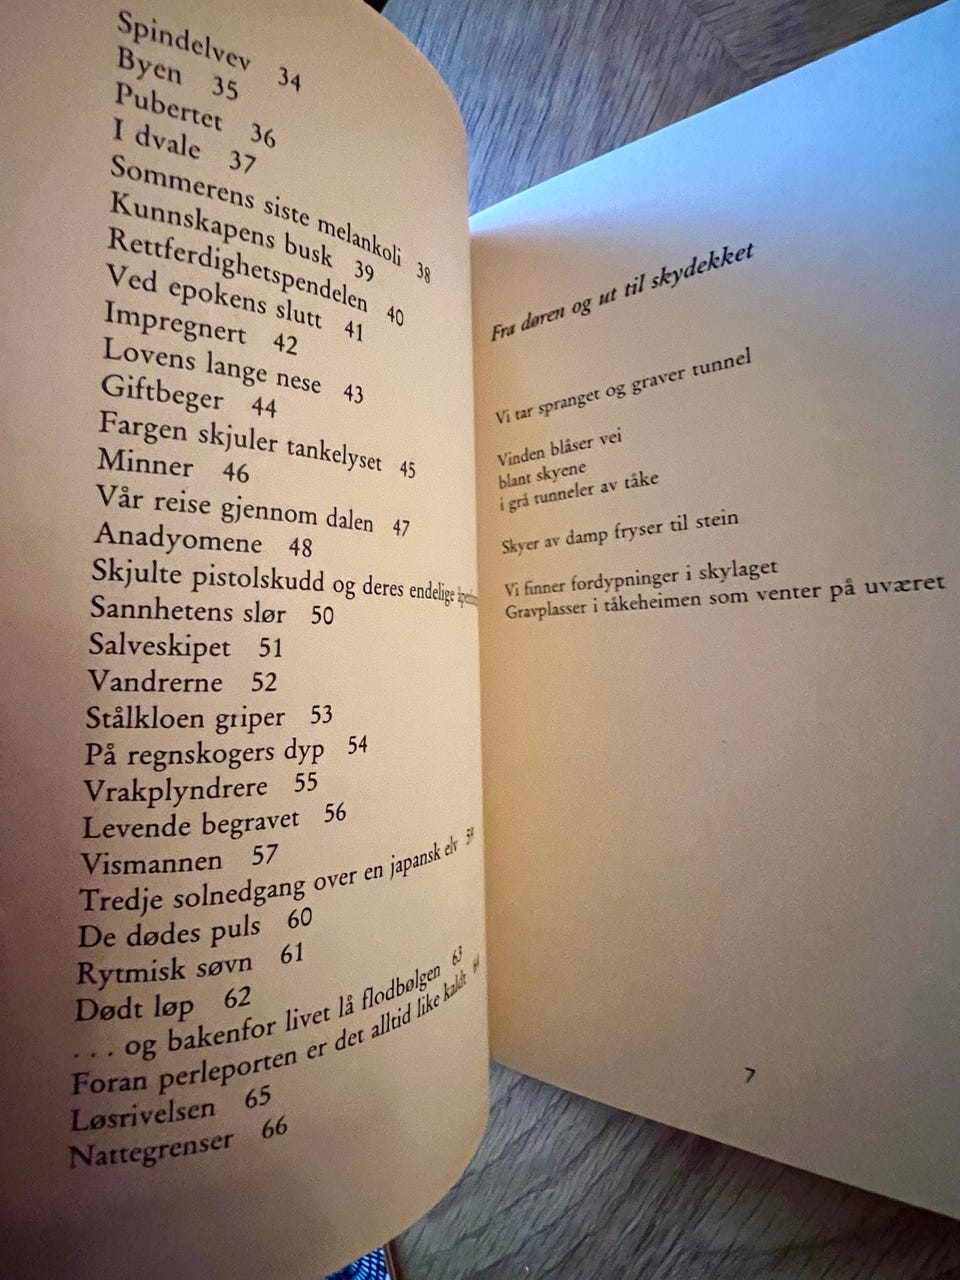 Spindelvev 34
Byen 35
Pubertet 36
I dvale 37
Sommerens siste melankoli 38
Kunnskapens busk 39
Rettferdighetspendelen 40
Ved epokens slutt 41
Impregnert 42
Lovens lange nese 43
Giftbeger 44
Fargen skjuler tankelyset 45
Minner 46
Vår reise gjennom dalen 47
Anadyomene 48
Skjulte pistolskudd og deres endelige
Sannhetens slør 50
Salveskipet 51
Vandrerne 52
Stålkloen griper 53
På regnskogers dyp 54
Vrakplyndrere 55
Levende begravet 56
Vismannen 57
Tredje solnedgang over en japansk elv 59
De dødes puls 60
Rytmisk søvn 61
Dødt løp 62
. . . og bakenfor livet lå flodbølgen 63
Foran perleporten er det alltid like kaldt 64
Løsrivelsen 65
Nattegrenser 66
Fra døren og ut til skydekket
Vi tar spranget og graver tunnel
Vinden blåser vei
blant skyene
i grå tunneler av tåke
Skyer av damp fryser til stein
Vi finner fordypninger i skylaget
Gravplasser i tåkeheimen som venter på uværet
7